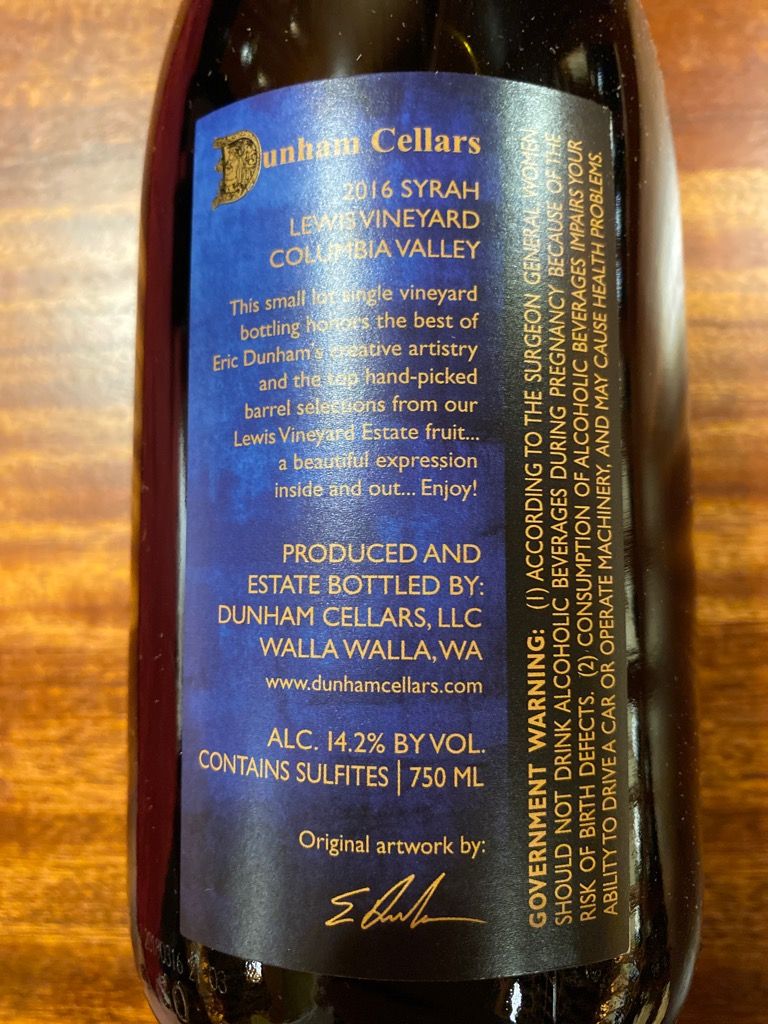 Dunham Cellars
2016 SYRAH
LEWIS VINEYARD
COLUMBIA VALLEY
This small lot single vineyard
bottling honors the best of
Eric Dunham's creative artistry
and the top hand-picked
barrel selections from our
Lewis Vineyard Estate fruit...
a beautiful expression
inside and out... Enjoy!
PRODUCED AND
ESTATE BOTTLED BY:
DUNHAM CELLARS, LLC
WALLA WALLA, WA
www.dunhamcellars.com
ALC. 14.2% BY VOL.
CONTAINS SULFITES | 750 ML
Original artwork by:
GOVERNMENT WARNING: (1) ACCORDING TO THE SURGEON GENERAL, WOMEN
SHOULD NOT DRINK ALCOHOLIC BEVERAGES DURING PREGNANCY BECAUSE OF THE
RISK OF BIRTH DEFECTS. (2) CONSUMPTION OF ALCOHOLIC BEVERAGES IMPAIRS YOUR
ABILITY TO DRIVE A CAR OR OPERATE MACHINERY, AND MAY CAUSE HEALTH PROBLEMS.